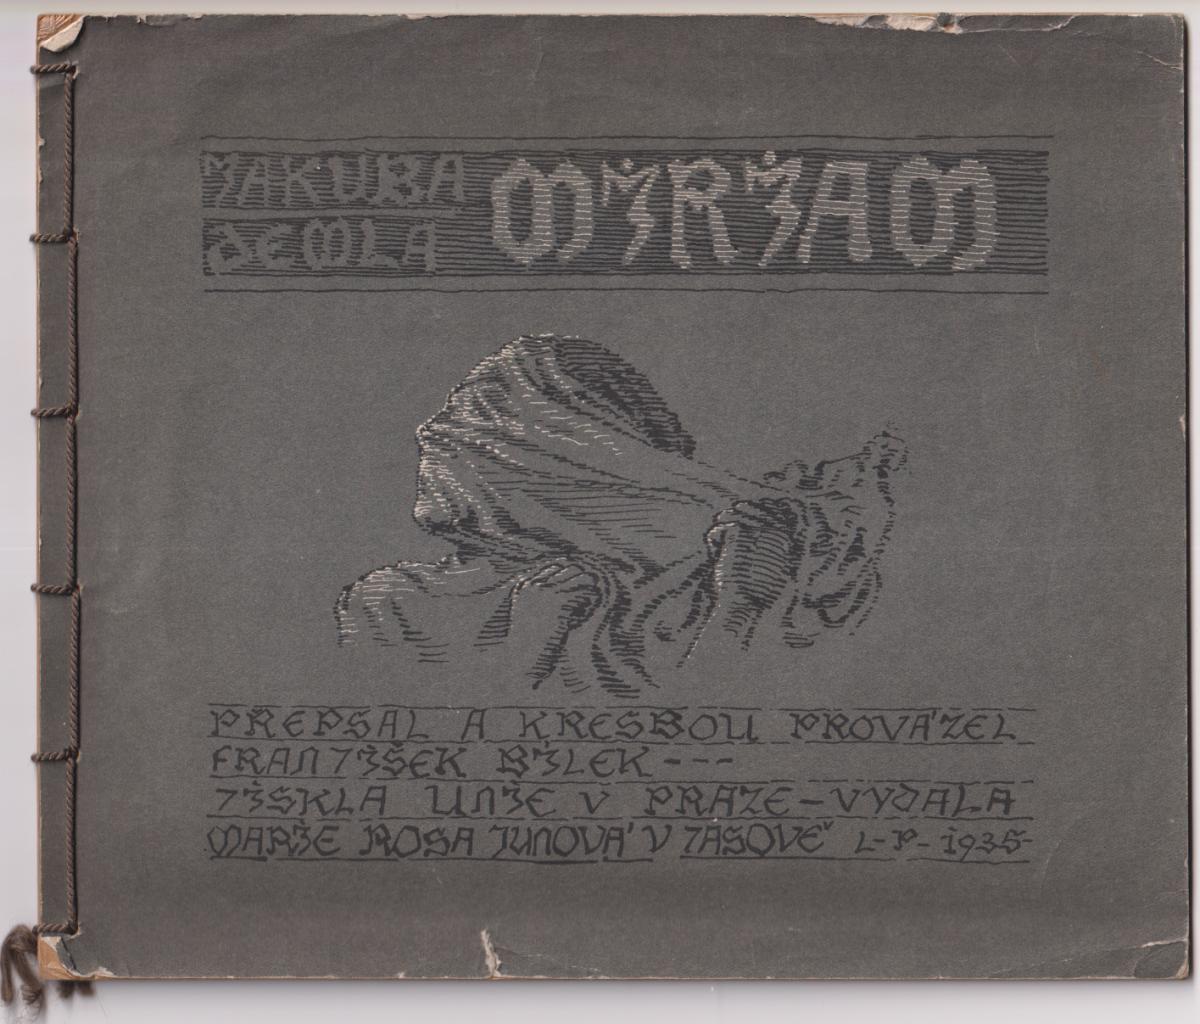 JAKUBA
DEMLA
MIRIAM
PŘEPSAL A KRESBOU PROVÁZEL
FRANTIŠEK BÍLEK ---
TISKLA UNIE V PRAZE - VYDALA
MARIE ROSA JUNOVÁ V TASOVĚ L-P- 1935-